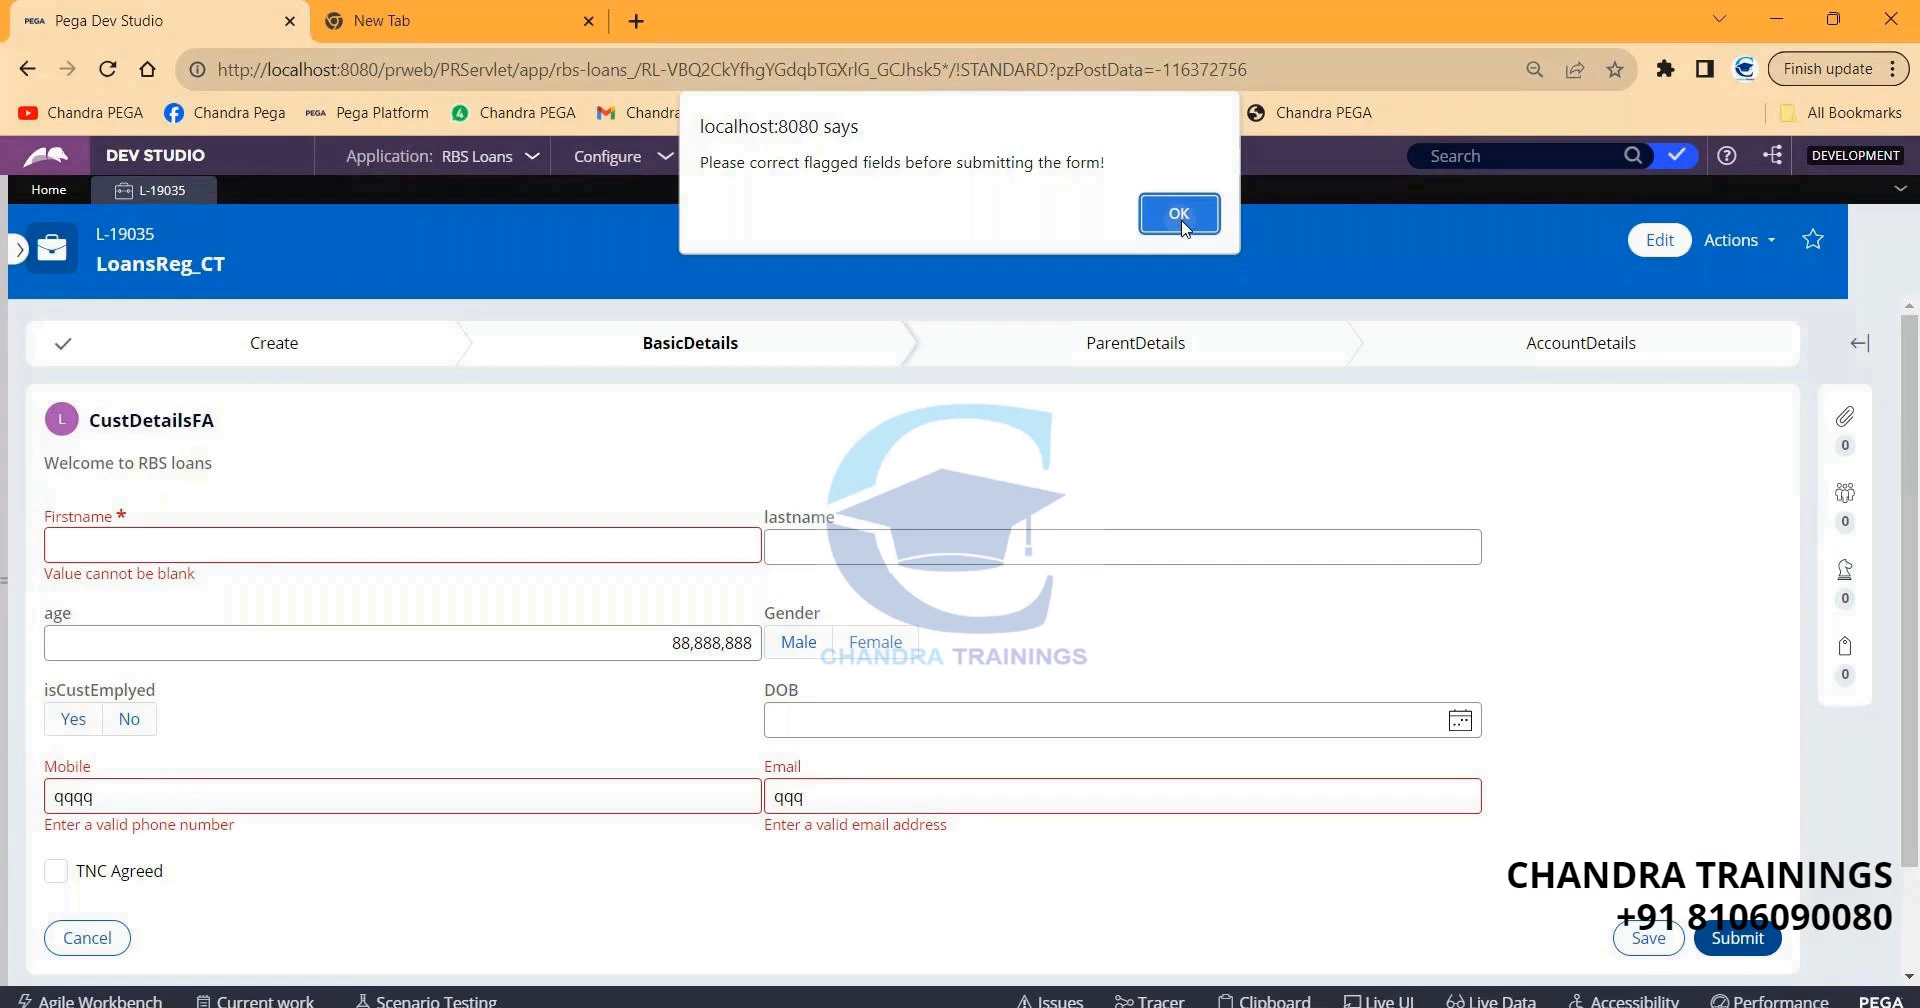 PEGA Pega Dev Studio
New Tab
http://localhost:8080/prweb/PRServlet/app/rbs-loans_/RL-VBQ2CkYfhgYGdqbTGXrlG_GCJhsk5*/!STANDARD?pzPostData=-116372756
Finish update
Chandra PEGA
Chandra Pega
PEGA Pega Platform
Chandra PEGA
Chandra
Chandra PEGA
All Bookmarks
localhost:8080 says
Please correct flagged fields before submitting the form!
OK
DEV STUDIO
Application: RBS Loans
Configure
Search
DEVELOPMENT
Home
L-19035
L-19035
LoansReg_CT
Edit
Actions
Create
BasicDetails
ParentDetails
AccountDetails
L
CustDetailsFA
Welcome to RBS loans
Firstname *
lastname
Value cannot be blank
age
Gender
88,888,888
Male
Female
CHANDRA TRAININGS
isCustEmplyed
DOB
Yes
No
Mobile
Email
qqqq
qqq
Enter a valid phone number
Enter a valid email address
TNC Agreed
0
0
0
0
CHANDRA TRAININGS
+91 8106090080
Cancel
Save
Submit
Agile Workbench
Current work
Scenario Testing
Issues
Tracer
Clipboard
Live UI
Live Data
Accessibility
Performance
PEGA